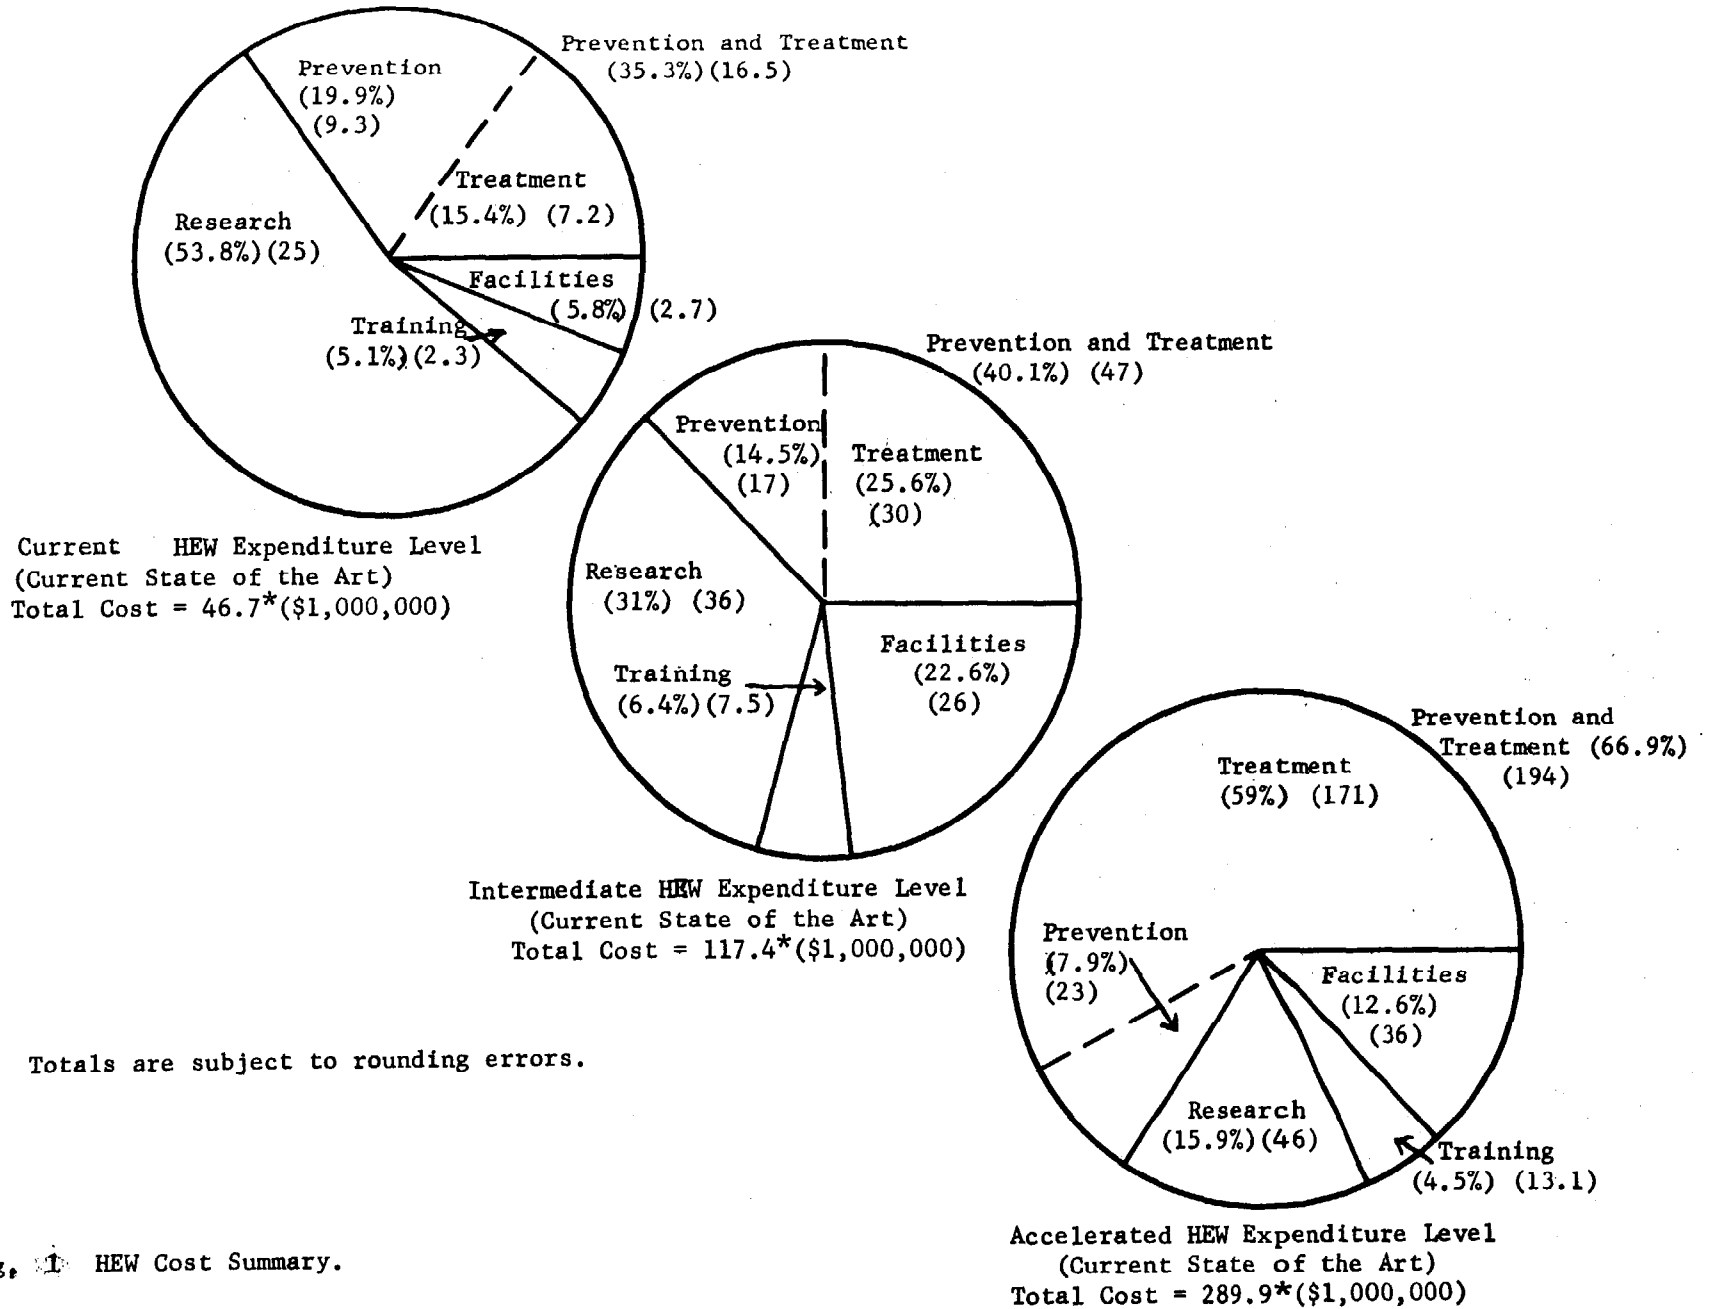 Prevention and Treatment
(35.3%)(16.5)
Prevention
(19.9%)
(9.3)
Treatment
(15.4%) (7.2)
Research
(53.8%)(25)
Facilities
(5.8%) (2.7)
Training
(5.1%)(2.3)
Current HEW Expenditure Level
(Current State of the Art)
Total Cost = 46.7*($1,000,000)
Prevention and Treatment
(40.1%) (47)
Prevention
(14.5%)
(17)
Treatment
(25.6%)
(30)
Research
(31%) (36)
Facilities
(22.6%)
(26)
Training
(6.4%)(7.5)
Intermediate HEW Expenditure Level
(Current State of the Art)
Total Cost = 117.4*($1,000,000)
Prevention and
Treatment (66.9%)
(194)
Treatment
(59%) (171)
Prevention
(7.9%)
(23)
Facilities
(12.6%)
(36)
Research
(15.9%)(46)
Training
(4.5%) (13.1)
Accelerated HEW Expenditure Level
(Current State of the Art)
Total Cost = 289.9*($1,000,000)
Totals are subject to rounding errors.
1 HEW Cost Summary.